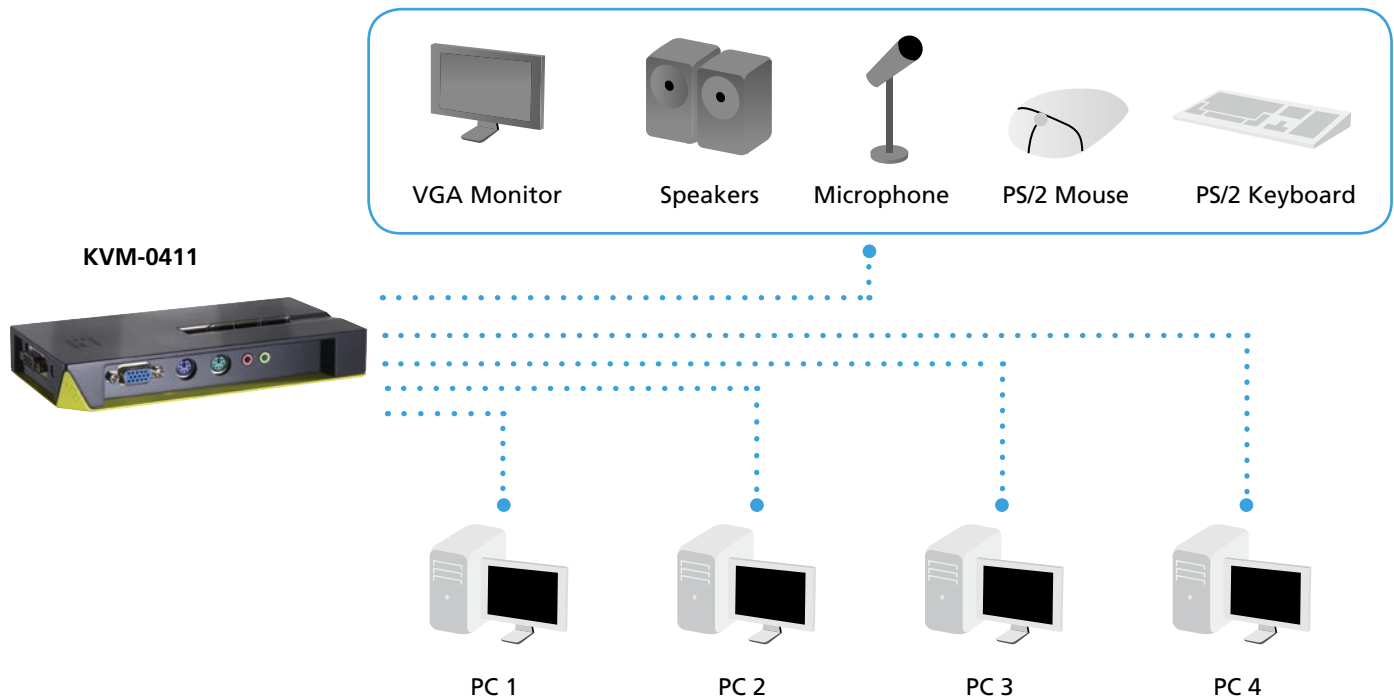 VGA Monitor
Speakers
Microphone
PS/2 Mouse
PS/2 Keyboard
KVM-0411
PC 1
PC 2
PC 3
PC 4